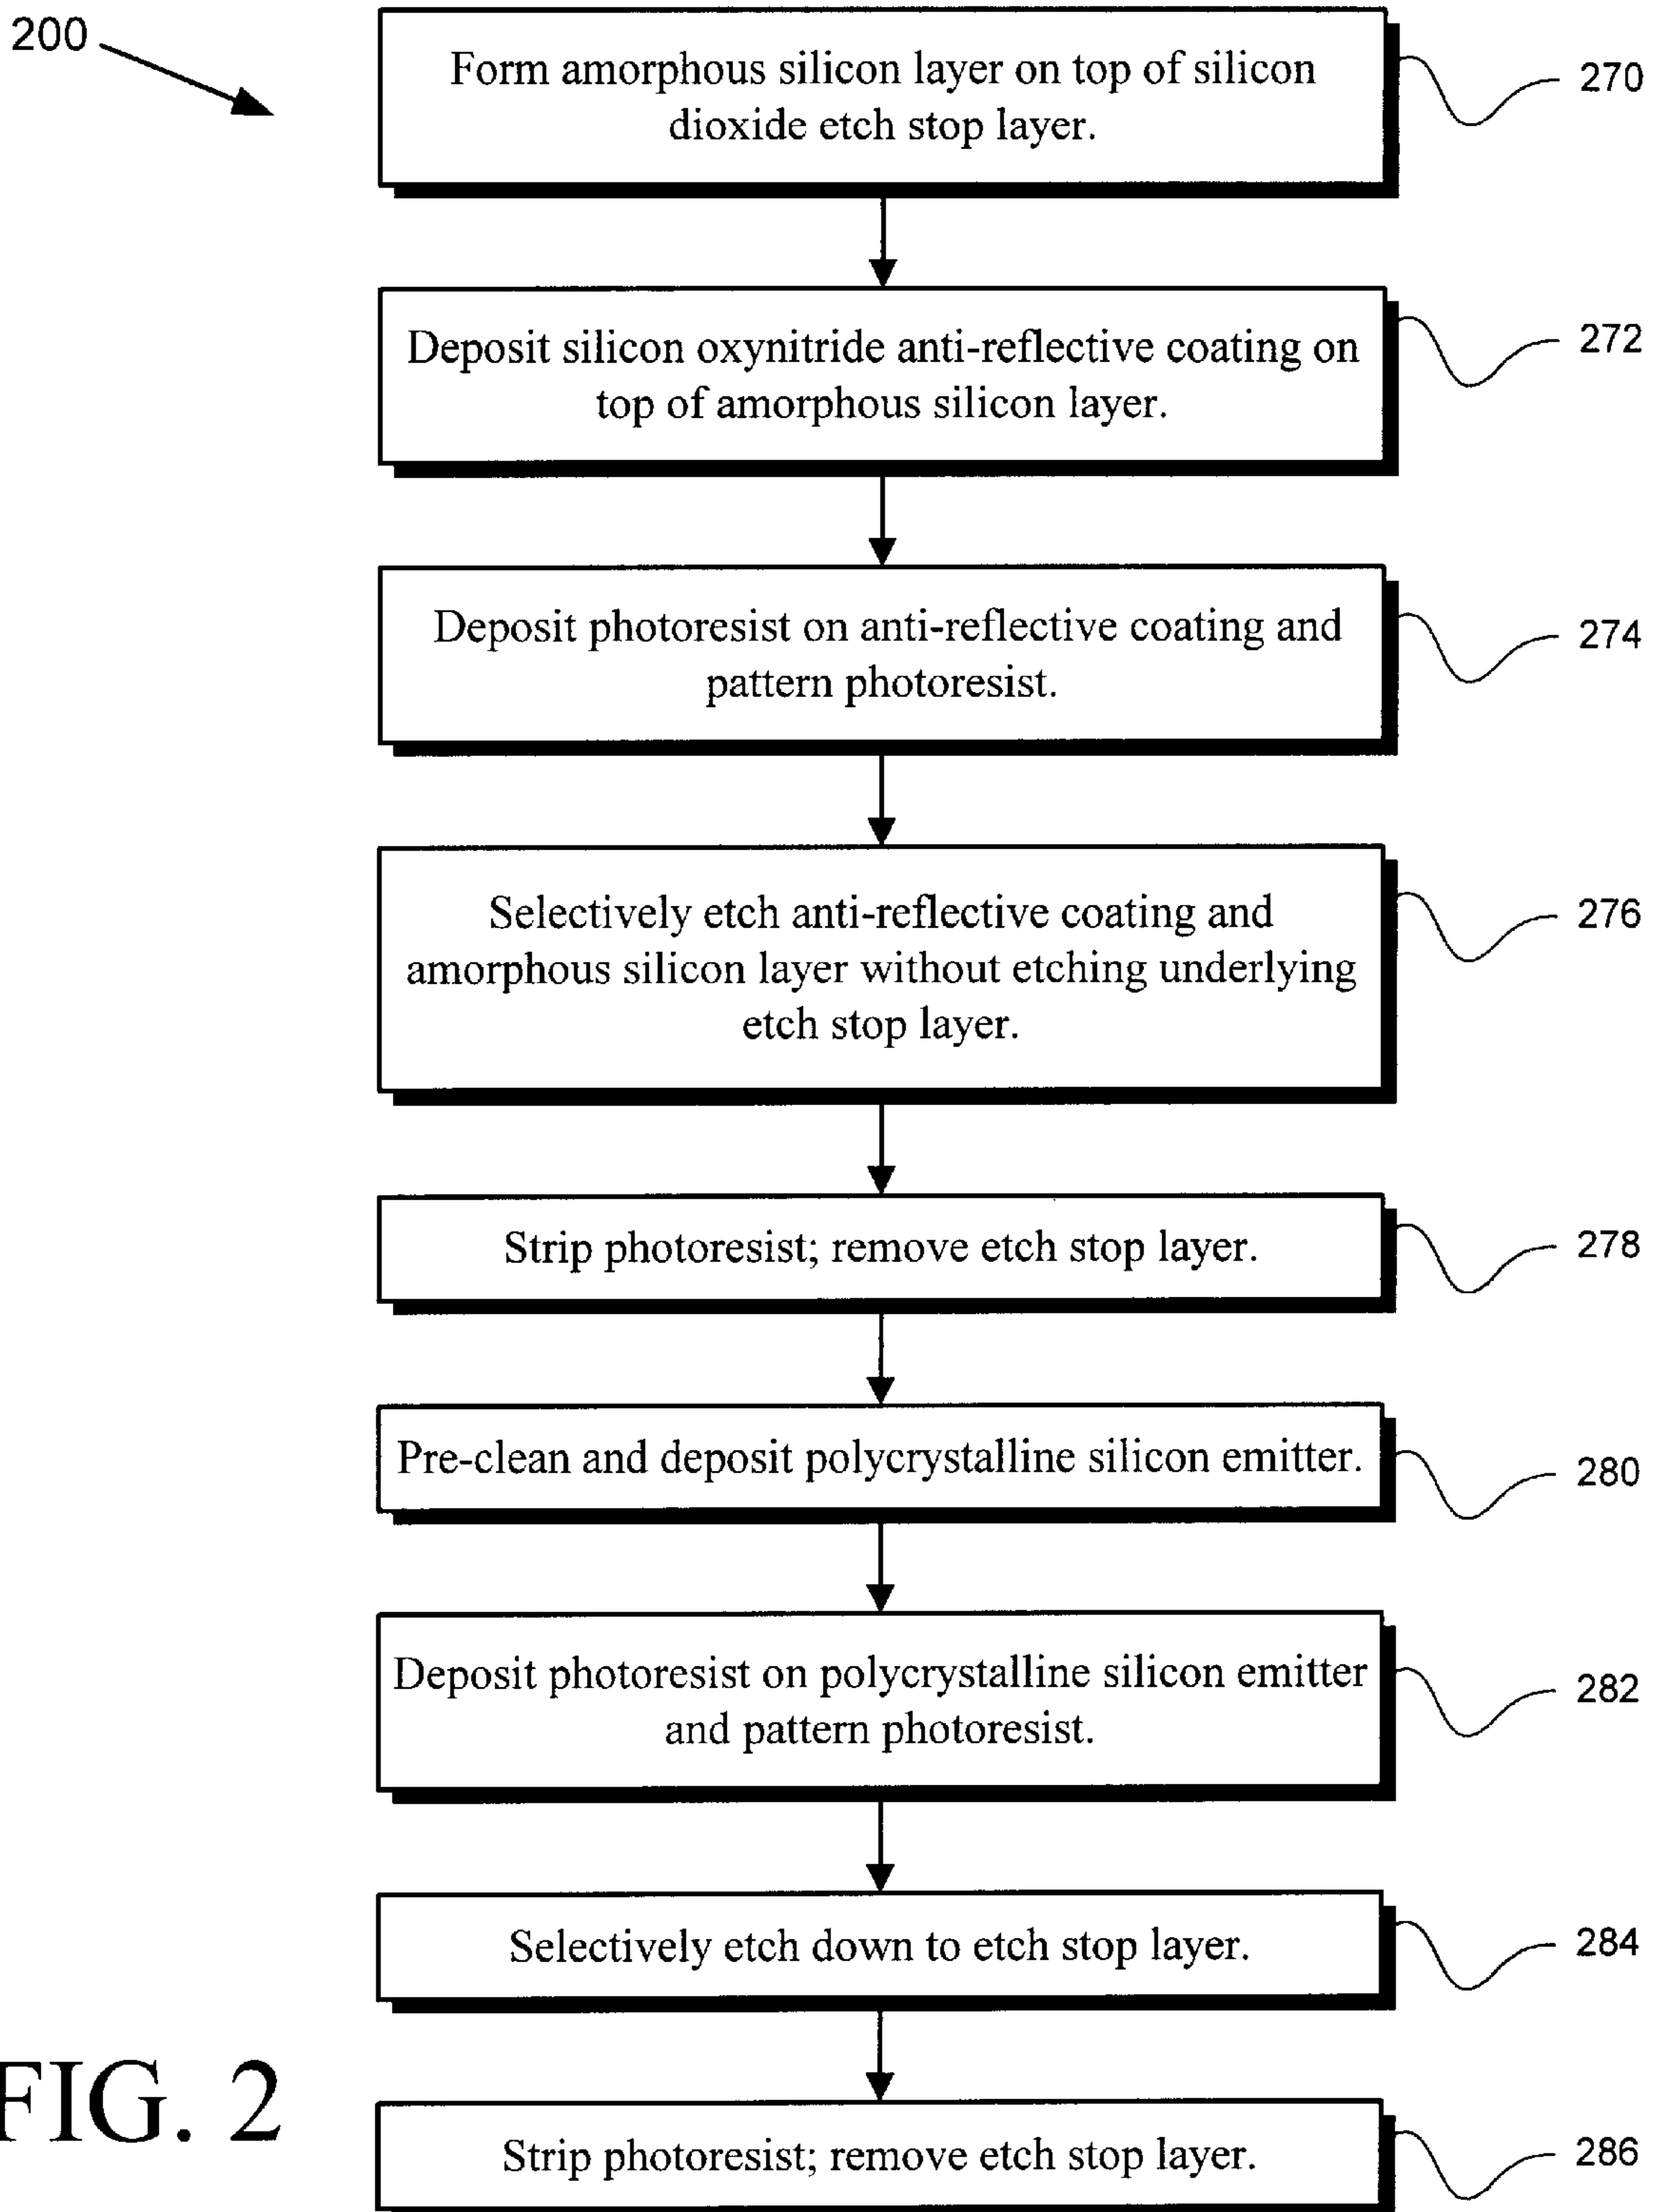 200
Form amorphous silicon layer on top of silicon
dioxide etch stop layer.
270
Deposit silicon oxynitride anti-reflective coating on
top of amorphous silicon layer.
272
Deposit photoresist on anti-reflective coating and
pattern photoresist.
274
Selectively etch anti-reflective coating and
amorphous silicon layer without etching underlying
etch stop layer.
276
Strip photoresist; remove etch stop layer.
278
Pre-clean and deposit polycrystalline silicon emitter.
280
Deposit photoresist on polycrystalline silicon emitter
and pattern photoresist.
282
Selectively etch down to etch stop layer.
284
Strip photoresist; remove etch stop layer.
286
FIG. 2